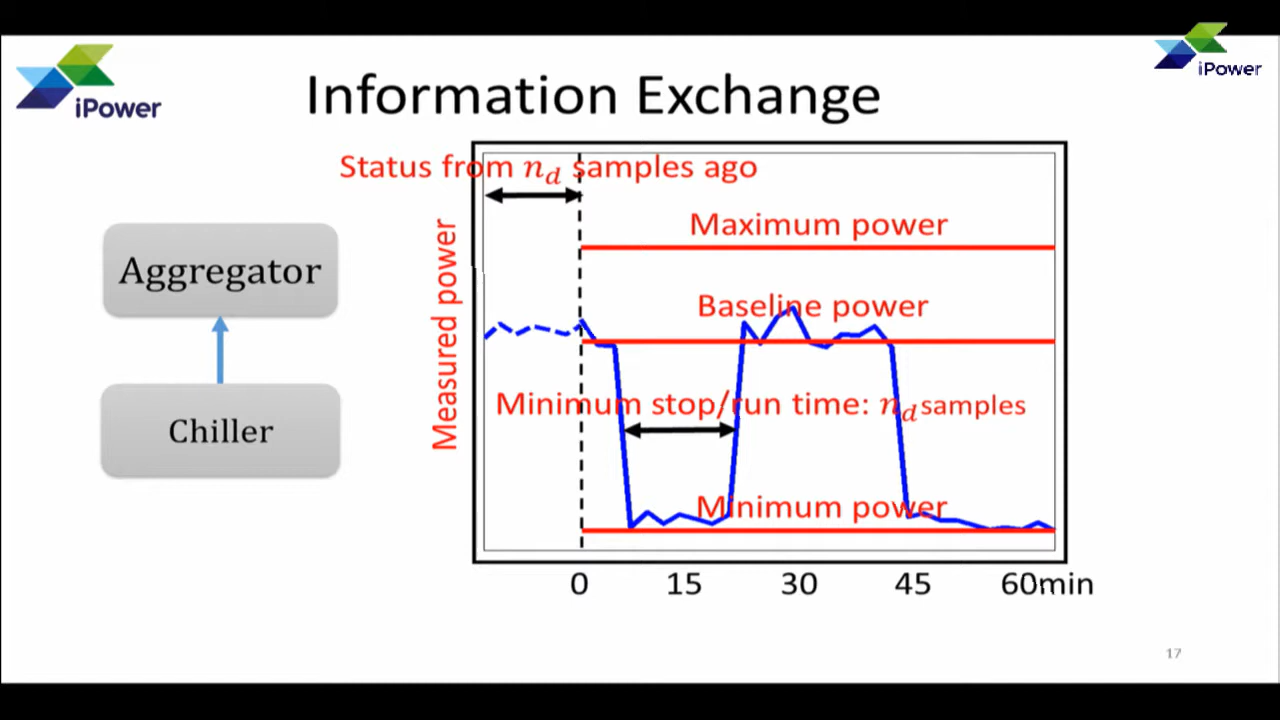 iPower
iPower
Information Exchange
Status from n_d samples ago
Maximum power
Measured power
Aggregator
Baseline power
Minimum stop/run time: n_d samples
Chiller
Minimum power
0 15 30 45 60min
17